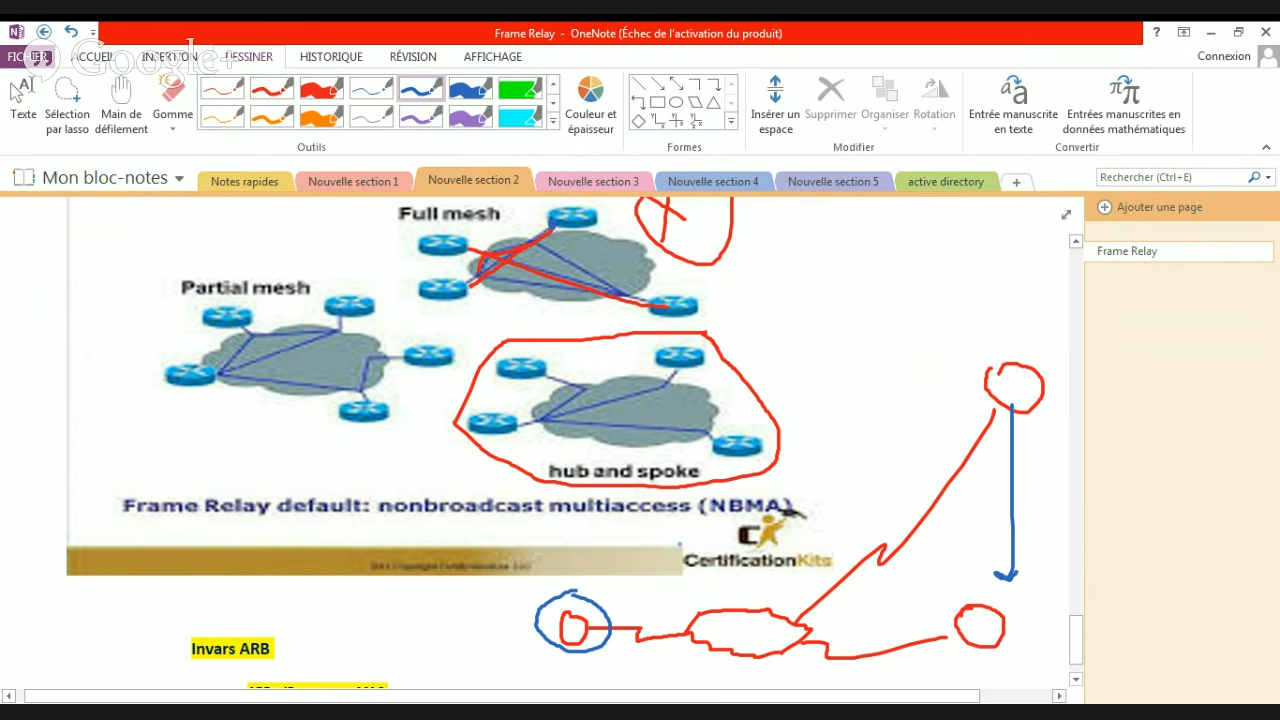 Frame Relay - OneNote (Échec de l'activation du produit)
Google+
FICHIER ACCUEIL INSERTION DESSINER HISTORIQUE RÉVISION AFFICHAGE
Connexion
Texte
Sélection par lasso
Main de défilement
Gomme
Couleur et épaisseur
Insérer un espace
Supprimer
Organiser
Rotation
Entrée manuscrite en texte
Entrées manuscrites en données mathématiques
Outils
Formes
Modifier
Convertir
Mon bloc-notes
Notes rapides
Nouvelle section 1
Nouvelle section 2
Nouvelle section 3
Nouvelle section 4
Nouvelle section 5
active directory
Rechercher (Ctrl+E)
Ajouter une page
Frame Relay
Full mesh
Partial mesh
hub and spoke
Frame Relay default: nonbroadcast multiaccess (NBMA)
CertificationKits
Invars ARB